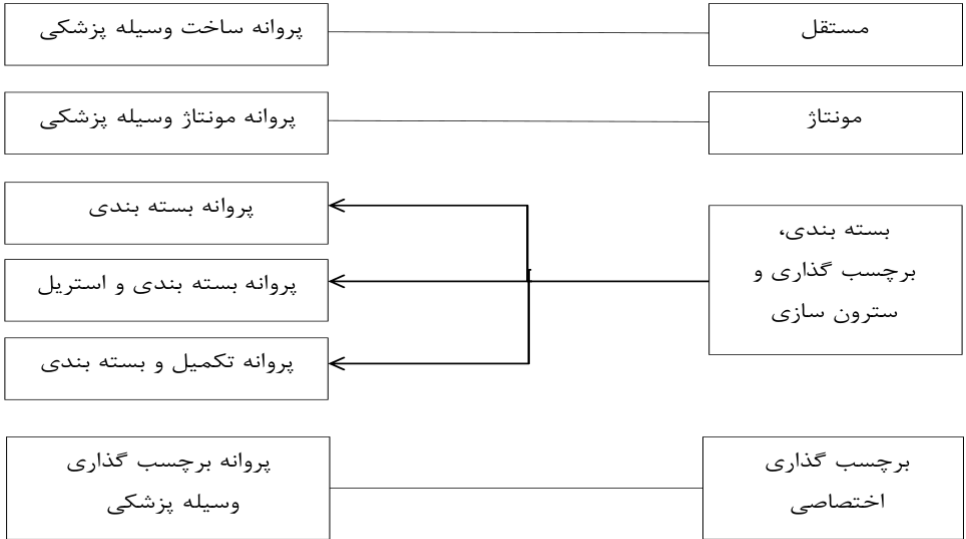 مستقل
پروانه ساخت وسیله پزشکی
مونتاژ
پروانه مونتاژ وسیله پزشکی
بسته بندی،
برچسب گذاری و
سترون سازی
پروانه بسته بندی
پروانه بسته بندی و استریل
پروانه تکمیل و بسته بندی
برچسب گذاری
اختصاصی
پروانه برچسب گذاری
وسیله پزشکی